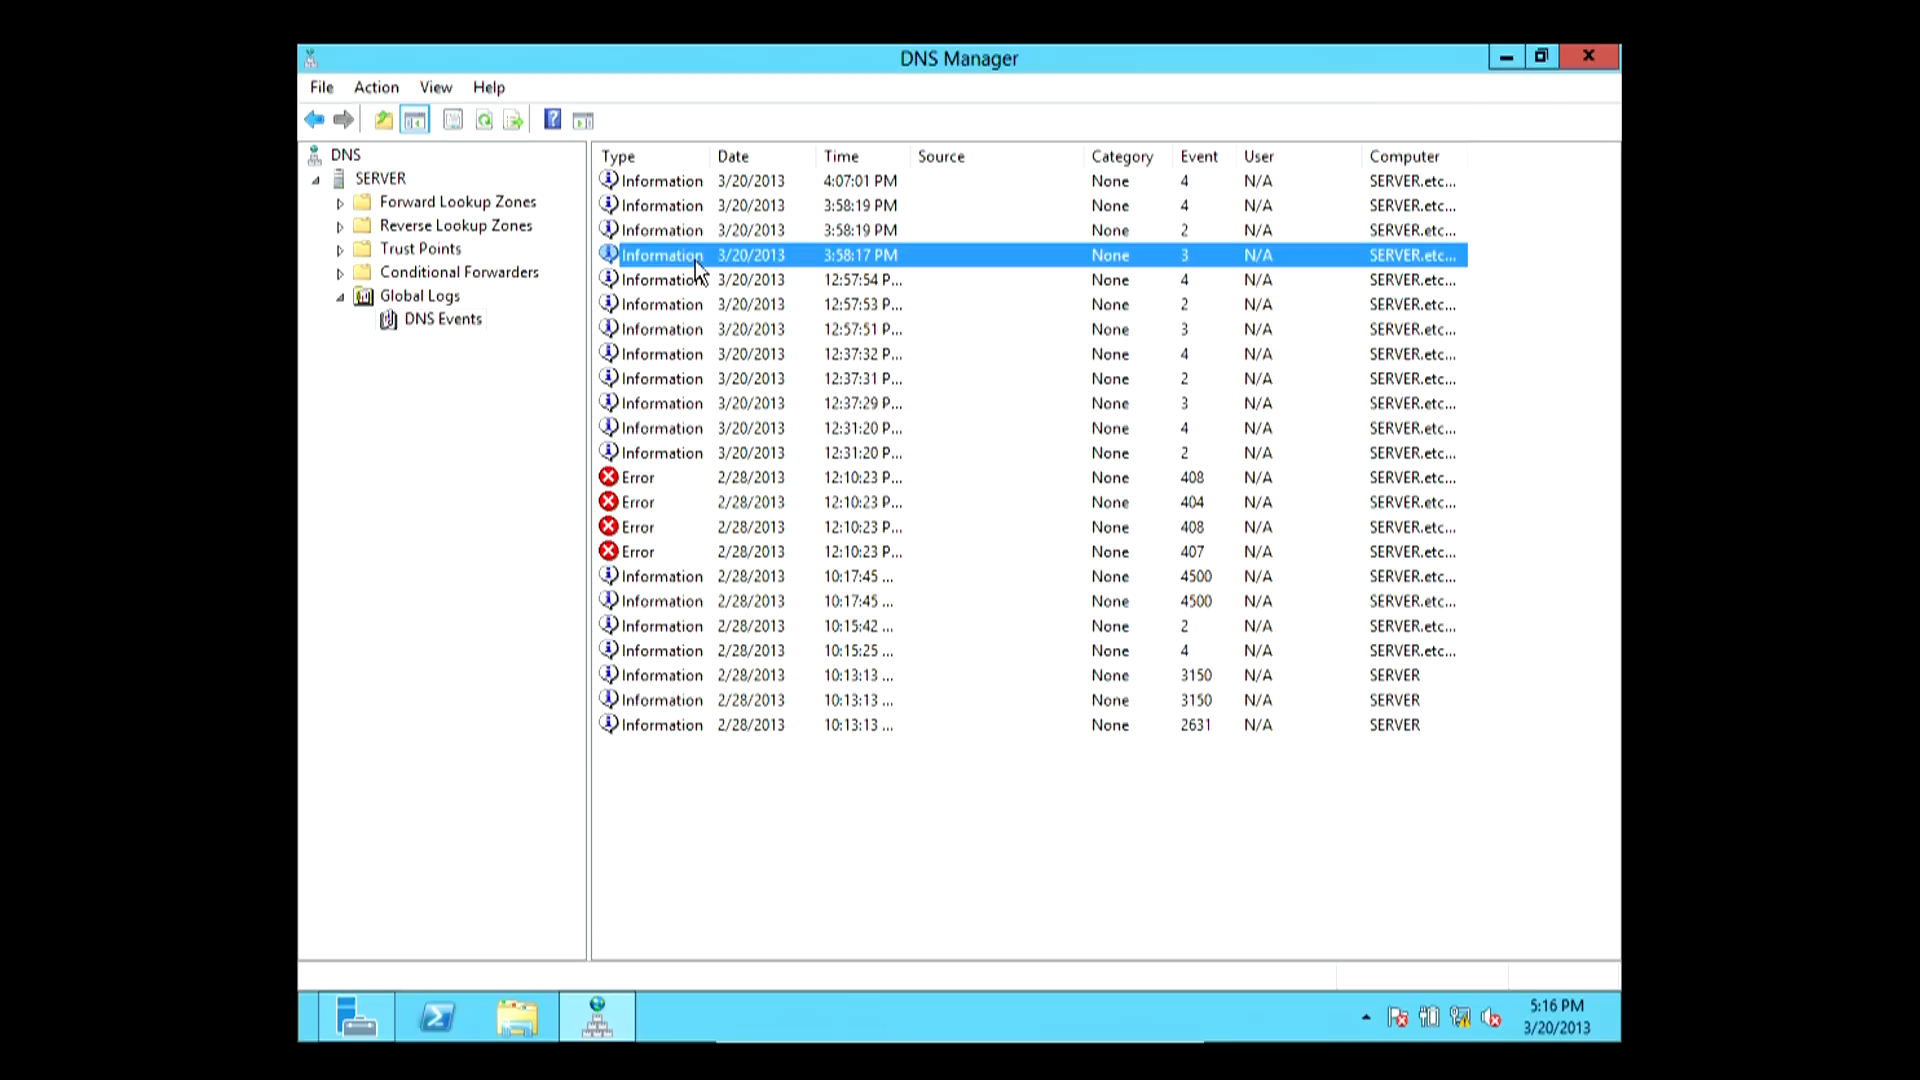 DNS Manager
File Action View Help
DNS
SERVER
Forward Lookup Zones
Reverse Lookup Zones
Trust Points
Conditional Forwarders
Global Logs
DNS Events
Type Date Time Source Category Event User Computer
Information 3/20/2013 4:07:01 PM None 4 N/A SERVER.etc...
Information 3/20/2013 3:58:19 PM None 4 N/A SERVER.etc...
Information 3/20/2013 3:58:19 PM None 2 N/A SERVER.etc...
Information 3/20/2013 3:58:17 PM None 3 N/A SERVER.etc...
Information 3/20/2013 12:57:54 P... None 4 N/A SERVER.etc...
Information 3/20/2013 12:57:53 P... None 2 N/A SERVER.etc...
Information 3/20/2013 12:57:51 P... None 3 N/A SERVER.etc...
Information 3/20/2013 12:37:32 P... None 4 N/A SERVER.etc...
Information 3/20/2013 12:37:31 P... None 2 N/A SERVER.etc...
Information 3/20/2013 12:37:29 P... None 3 N/A SERVER.etc...
Information 3/20/2013 12:31:20 P... None 4 N/A SERVER.etc...
Information 3/20/2013 12:31:20 P... None 2 N/A SERVER.etc...
Error 2/28/2013 12:10:23 P... None 408 N/A SERVER.etc...
Error 2/28/2013 12:10:23 P... None 404 N/A SERVER.etc...
Error 2/28/2013 12:10:23 P... None 408 N/A SERVER.etc...
Error 2/28/2013 12:10:23 P... None 407 N/A SERVER.etc...
Information 2/28/2013 10:17:45 ... None 4500 N/A SERVER.etc...
Information 2/28/2013 10:17:45 ... None 4500 N/A SERVER.etc...
Information 2/28/2013 10:15:42 ... None 2 N/A SERVER.etc...
Information 2/28/2013 10:15:25 ... None 4 N/A SERVER.etc...
Information 2/28/2013 10:13:13 ... None 3150 N/A SERVER
Information 2/28/2013 10:13:13 ... None 3150 N/A SERVER
Information 2/28/2013 10:13:13 ... None 2631 N/A SERVER
5:16 PM
3/20/2013